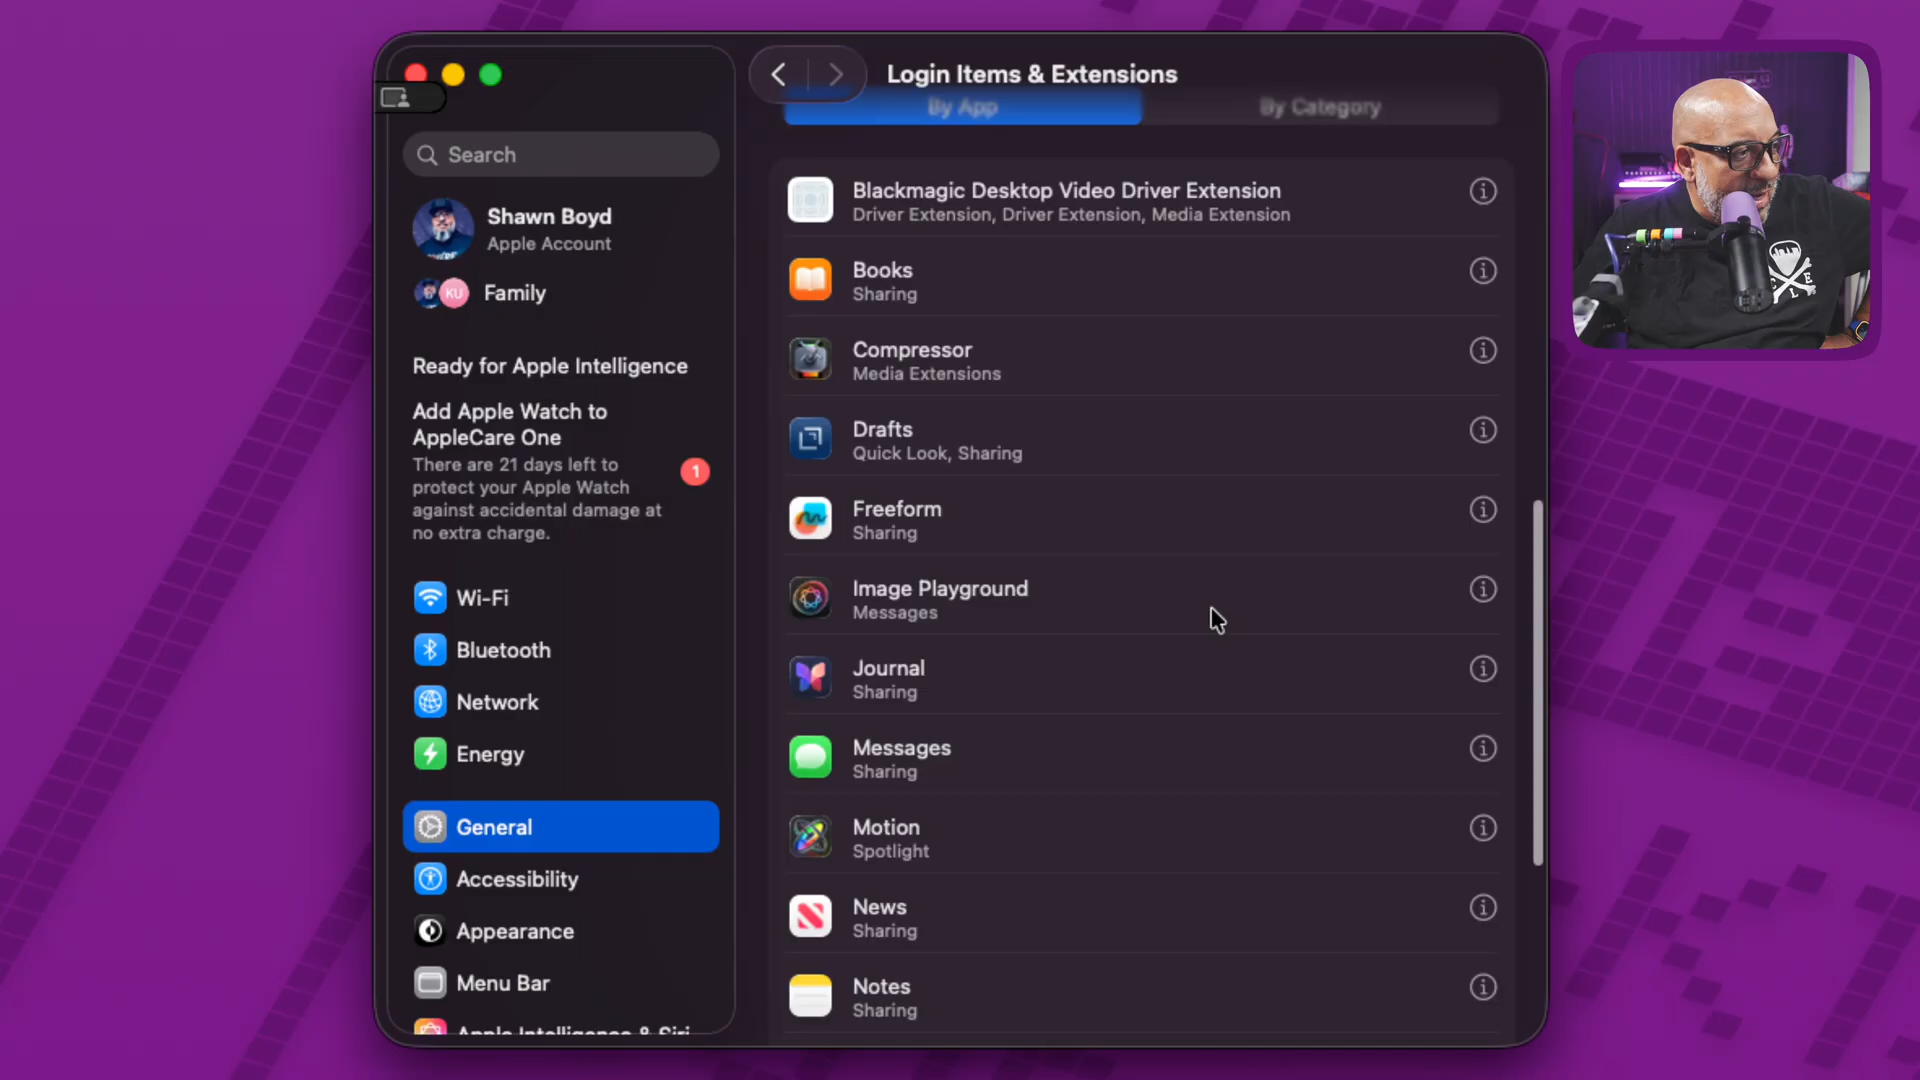 Login Items & Extensions
By App
By Category
Search
Shawn Boyd
Apple Account
KU
Family
Ready for Apple Intelligence
Add Apple Watch to
AppleCare One
There are 21 days left to
protect your Apple Watch
against accidental damage at
no extra charge.
1
Wi-Fi
Bluetooth
Network
Energy
General
Accessibility
Appearance
Menu Bar
Apple Intelligence & Siri
Blackmagic Desktop Video Driver Extension
Driver Extension, Driver Extension, Media Extension
Books
Sharing
Compressor
Media Extensions
Drafts
Quick Look, Sharing
Freeform
Sharing
Image Playground
Messages
Journal
Sharing
Messages
Sharing
Motion
Spotlight
News
Sharing
Notes
Sharing